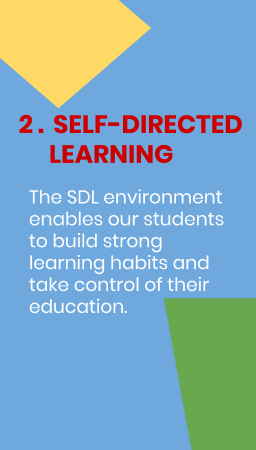 2. SELF-DIRECTED
LEARNING
The SDL environment
enables our students
to build strong
learning habits and
take control of their
education.